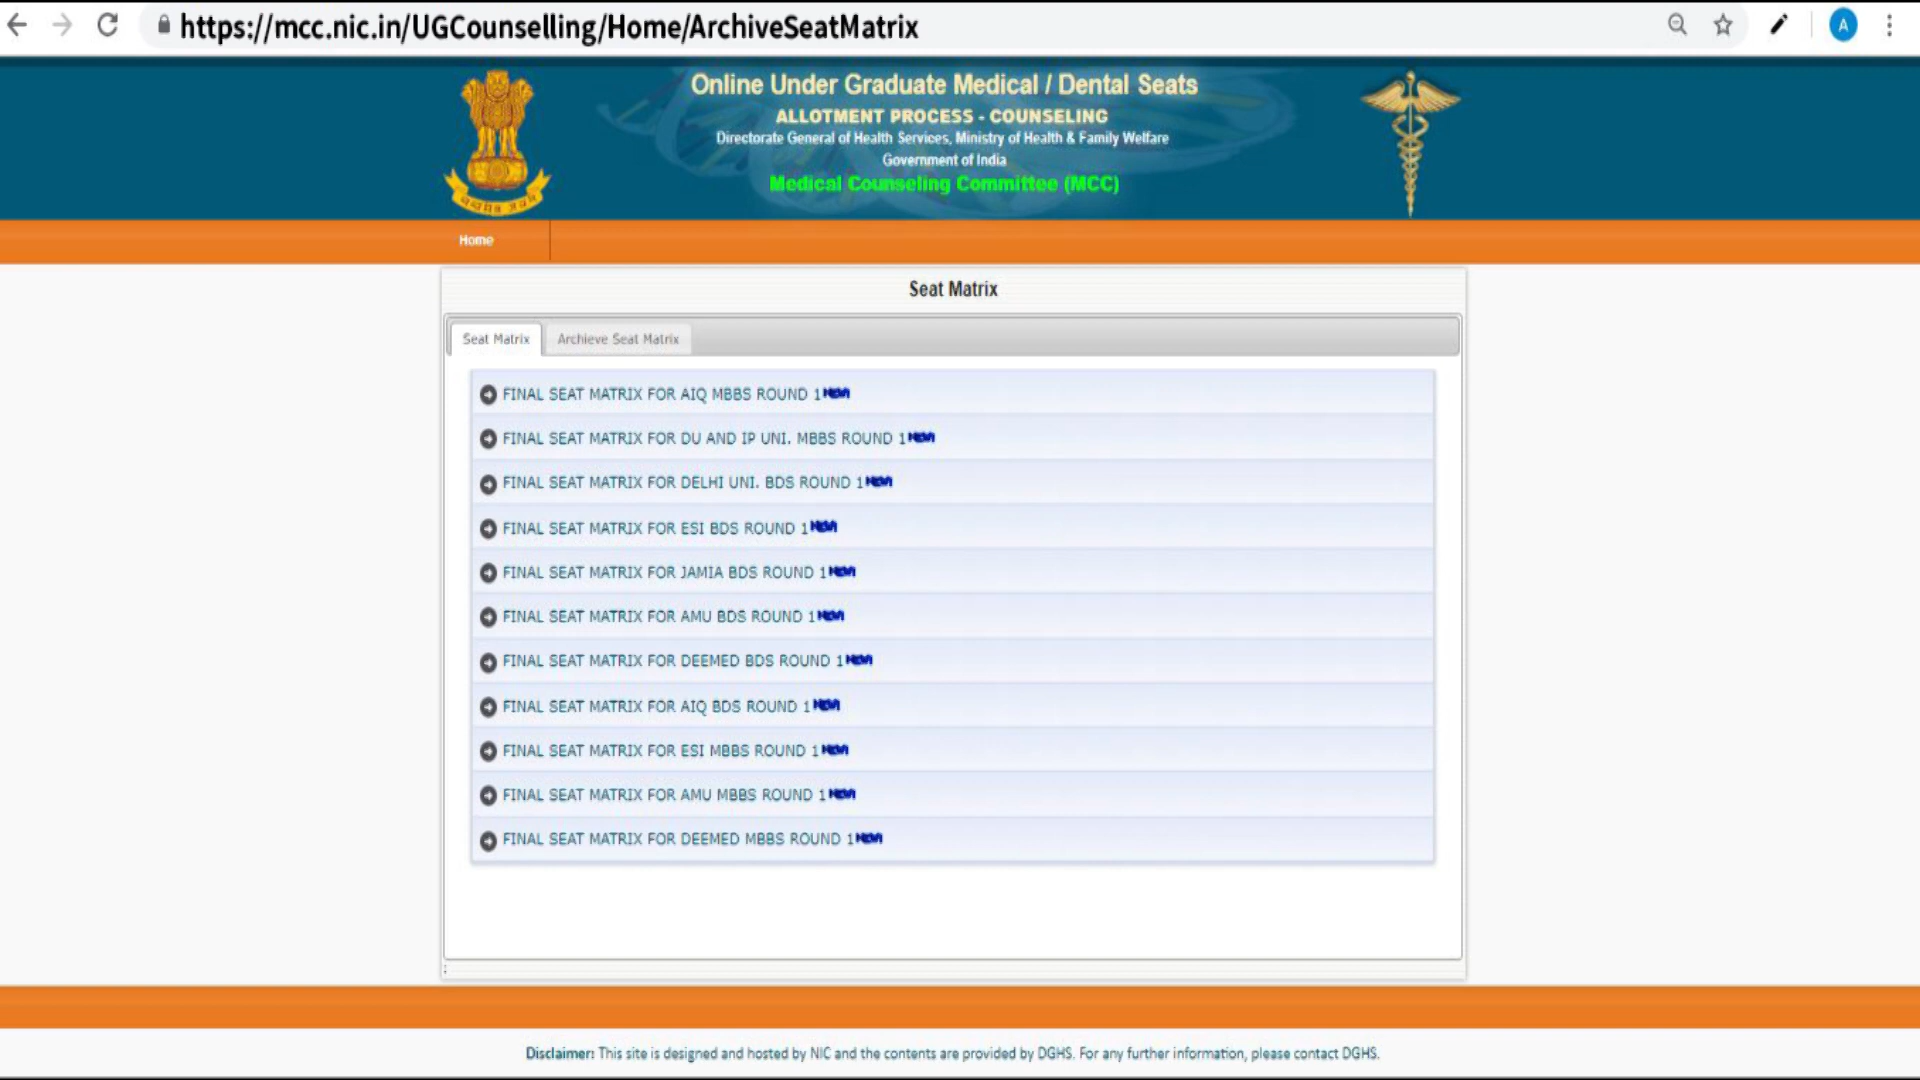 https://mcc.nic.in/UGCounselling/Home/ArchiveSeatMatrix
A
Online Under Graduate Medical / Dental Seats
ALLOTMENT PROCESS - COUNSELING
Directorate General of Health Services, Ministry of Health & Family Welfare
Government of India
Medical Counseling Committee (MCC)
Home
Seat Matrix
Seat Matrix Archieve Seat Matrix
FINAL SEAT MATRIX FOR AIQ MBBS ROUND 1
FINAL SEAT MATRIX FOR DU AND IP UNI. MBBS ROUND 1
FINAL SEAT MATRIX FOR DELHI UNI. BDS ROUND 1
FINAL SEAT MATRIX FOR ESI BDS ROUND 1
FINAL SEAT MATRIX FOR JAMIA BDS ROUND 1
FINAL SEAT MATRIX FOR AMU BDS ROUND 1
FINAL SEAT MATRIX FOR DEEMED BDS ROUND 1
FINAL SEAT MATRIX FOR AIQ BDS ROUND 1
FINAL SEAT MATRIX FOR ESI MBBS ROUND 1
FINAL SEAT MATRIX FOR AMU MBBS ROUND 1
FINAL SEAT MATRIX FOR DEEMED MBBS ROUND 1
:
Disclaimer: This site is designed and hosted by NIC and the contents are provided by DGHS. For any further information, please contact DGHS.